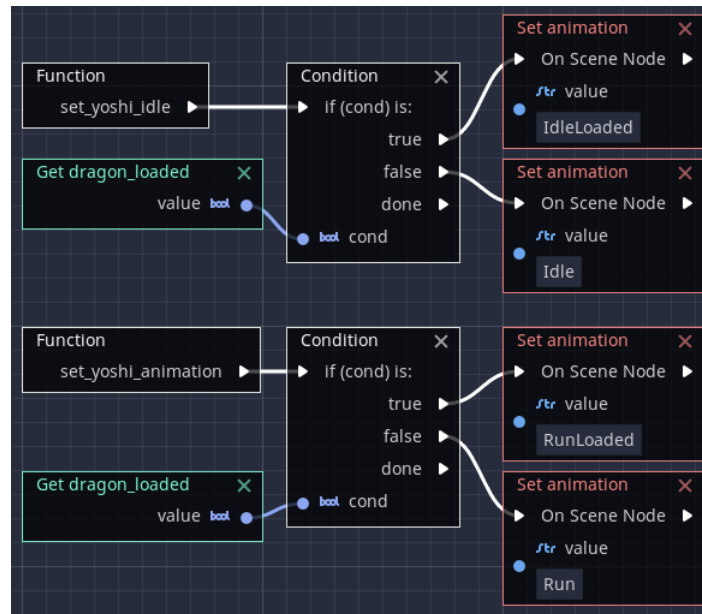 Function
set_yoshi_idle
Get dragon_loaded
value bool
Condition
if (cond) is:
true
false
done
bool cond
Set animation
On Scene Node
Str value
IdleLoaded
Set animation
On Scene Node
Str value
Idle
Function
set_yoshi_animation
Get dragon_loaded
value bool
Condition
if (cond) is:
true
false
done
bool cond
Set animation
On Scene Node
Str value
RunLoaded
Set animation
On Scene Node
Str value
Run